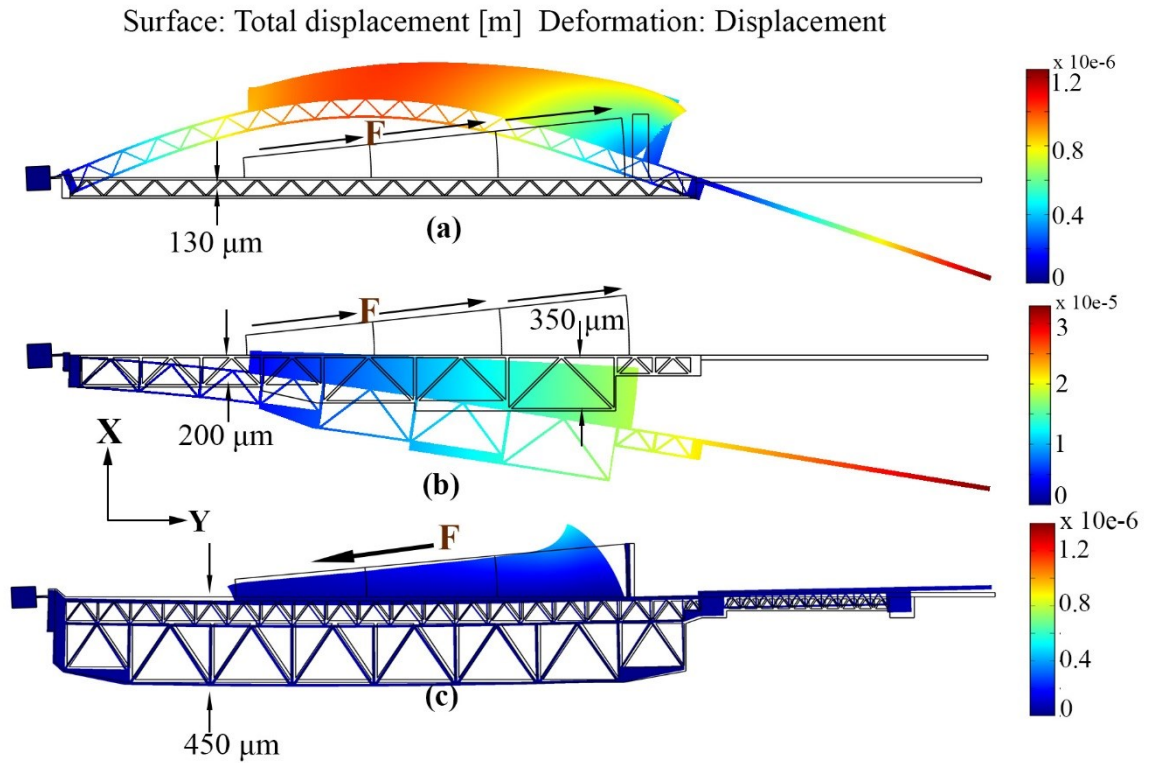 Surface: Total displacement [m] Deformation: Displacement
x 10e-6
1.2
0.8
0.4
0
F
(a)
130 μm
x 10e-5
3
2
1
0
F
350 μm
200 μm
(b)
X
Y
x 10e-6
1.2
0.8
0.4
0
F
(c)
450 μm